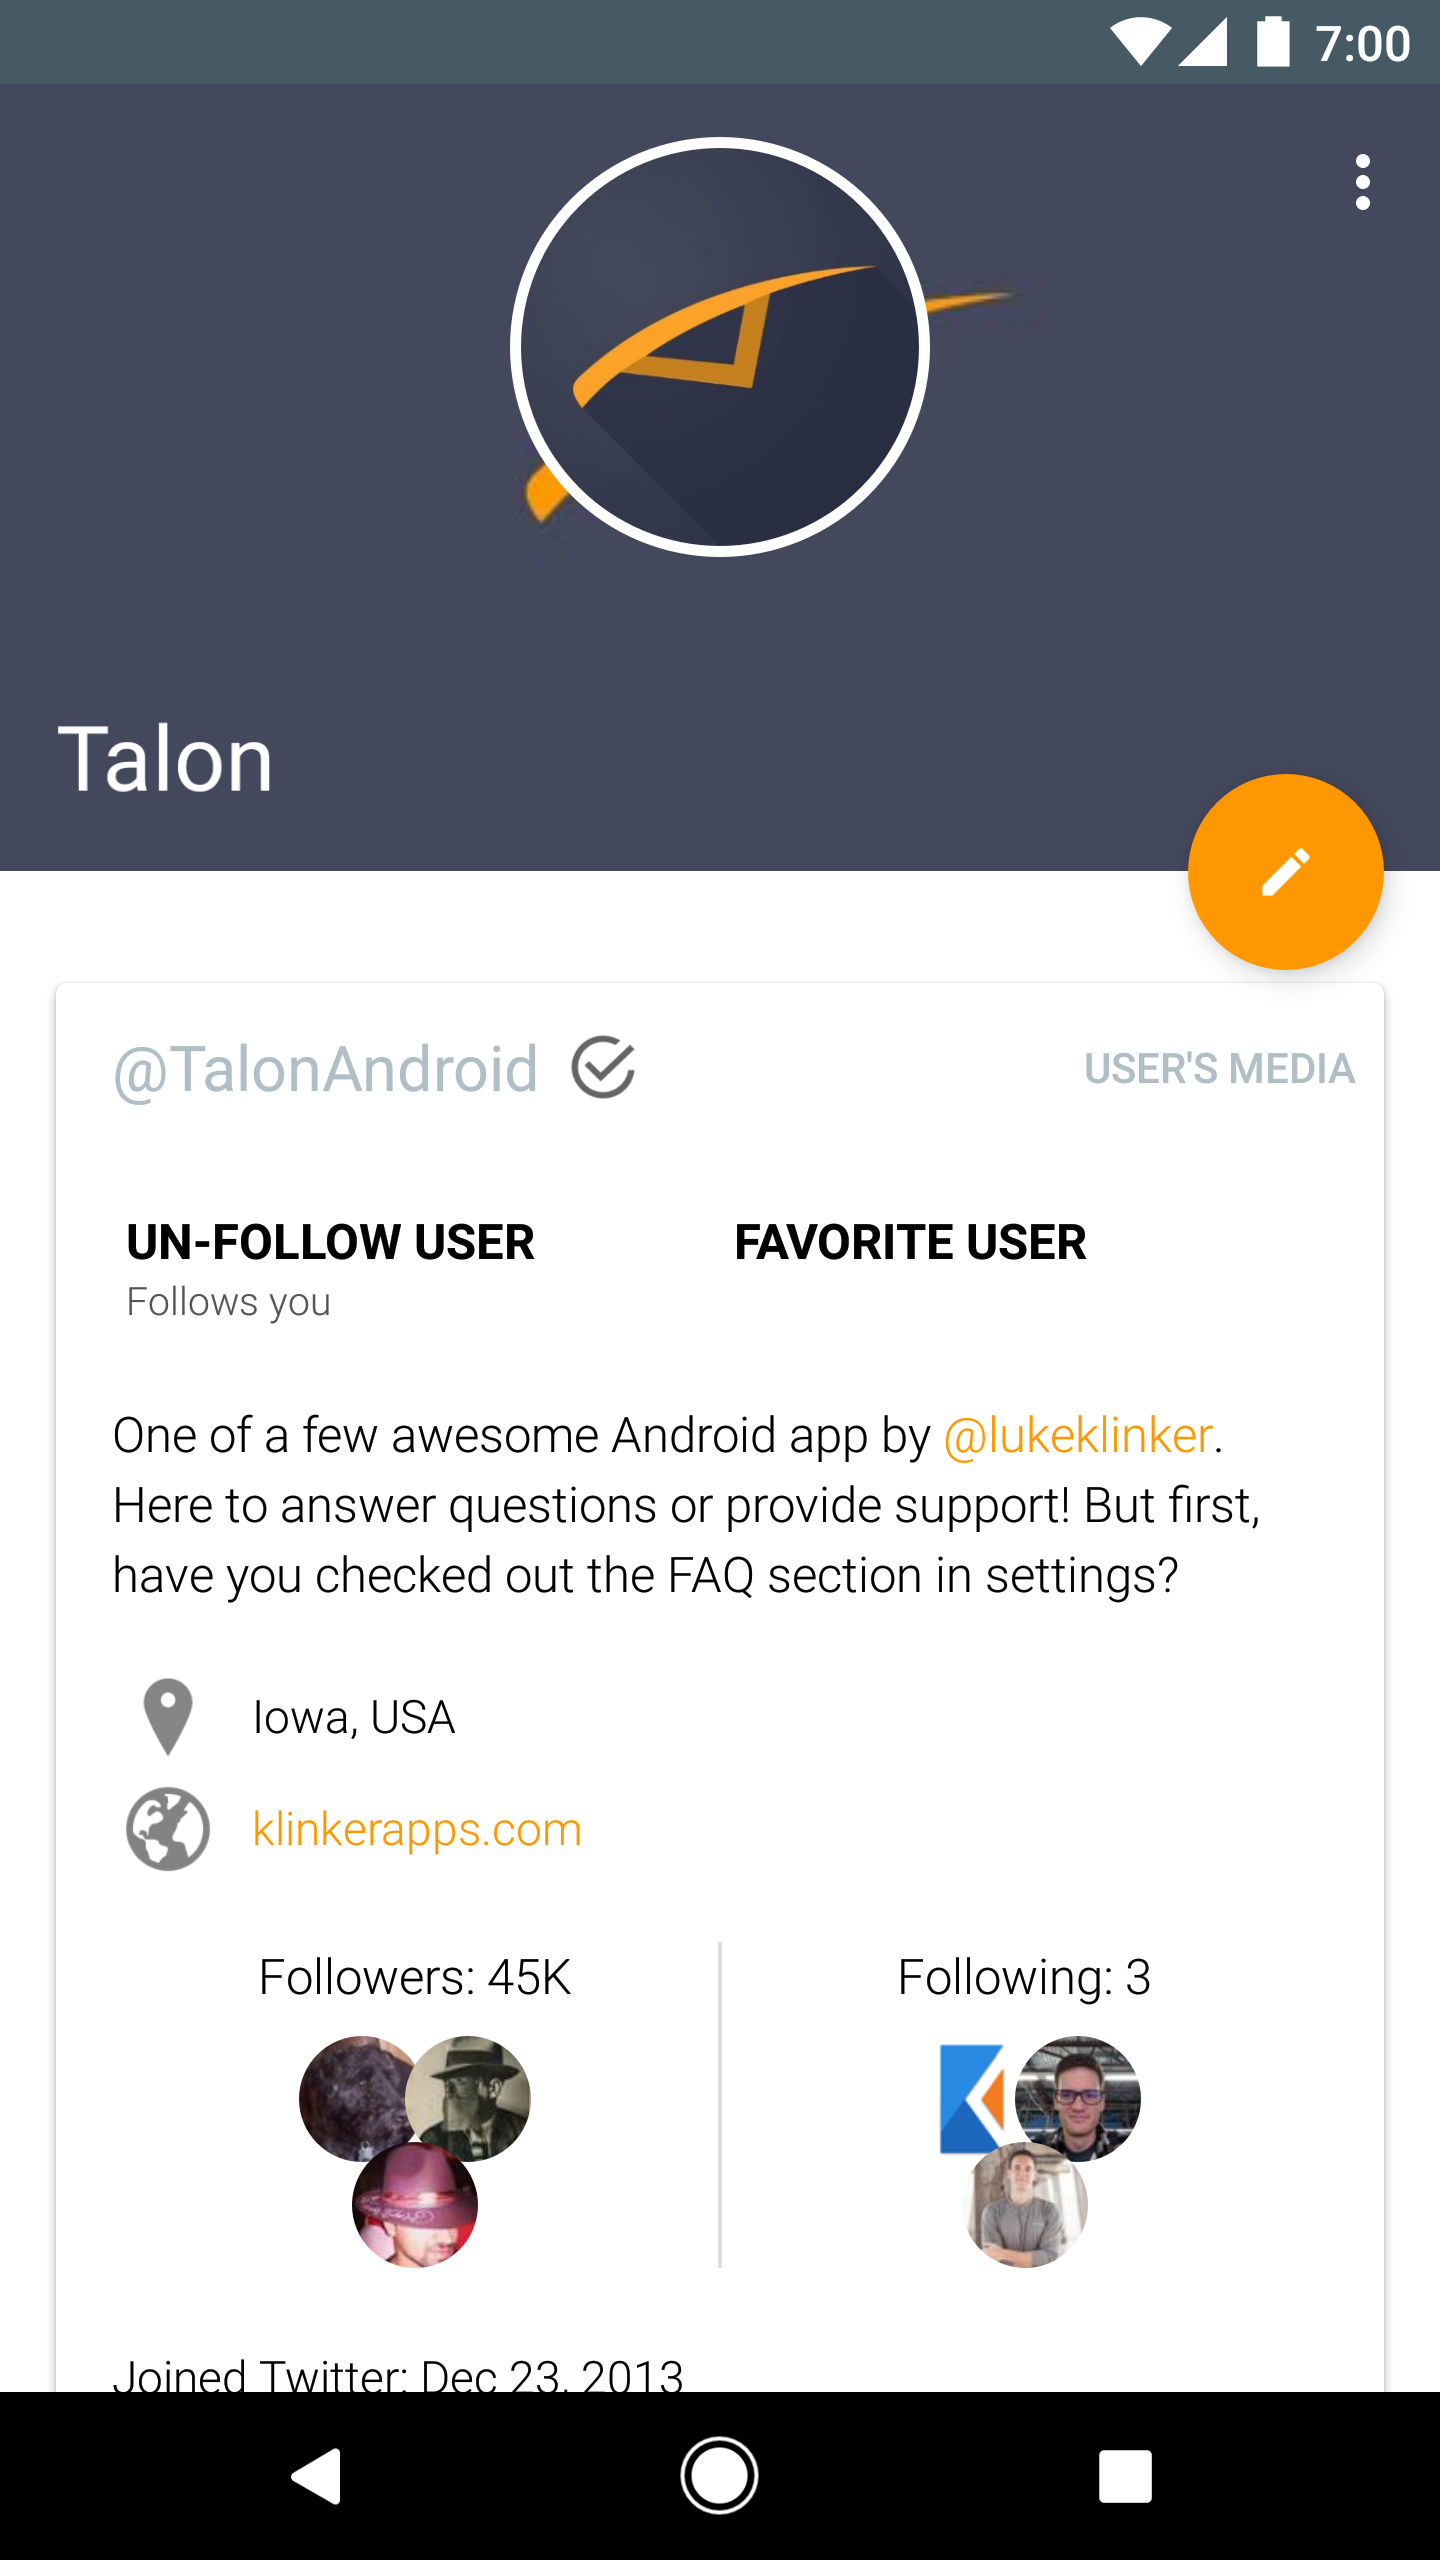 7:00
Talon
@TalonAndroid
USER'S MEDIA
UN-FOLLOW USER
FAVORITE USER
Follows you
One of a few awesome Android app by @lukeklinker.
Here to answer questions or provide support! But first,
have you checked out the FAQ section in settings?
Iowa, USA
klinkerapps.com
Followers: 45K
Following: 3
Joined Twitter: Dec 23, 2013